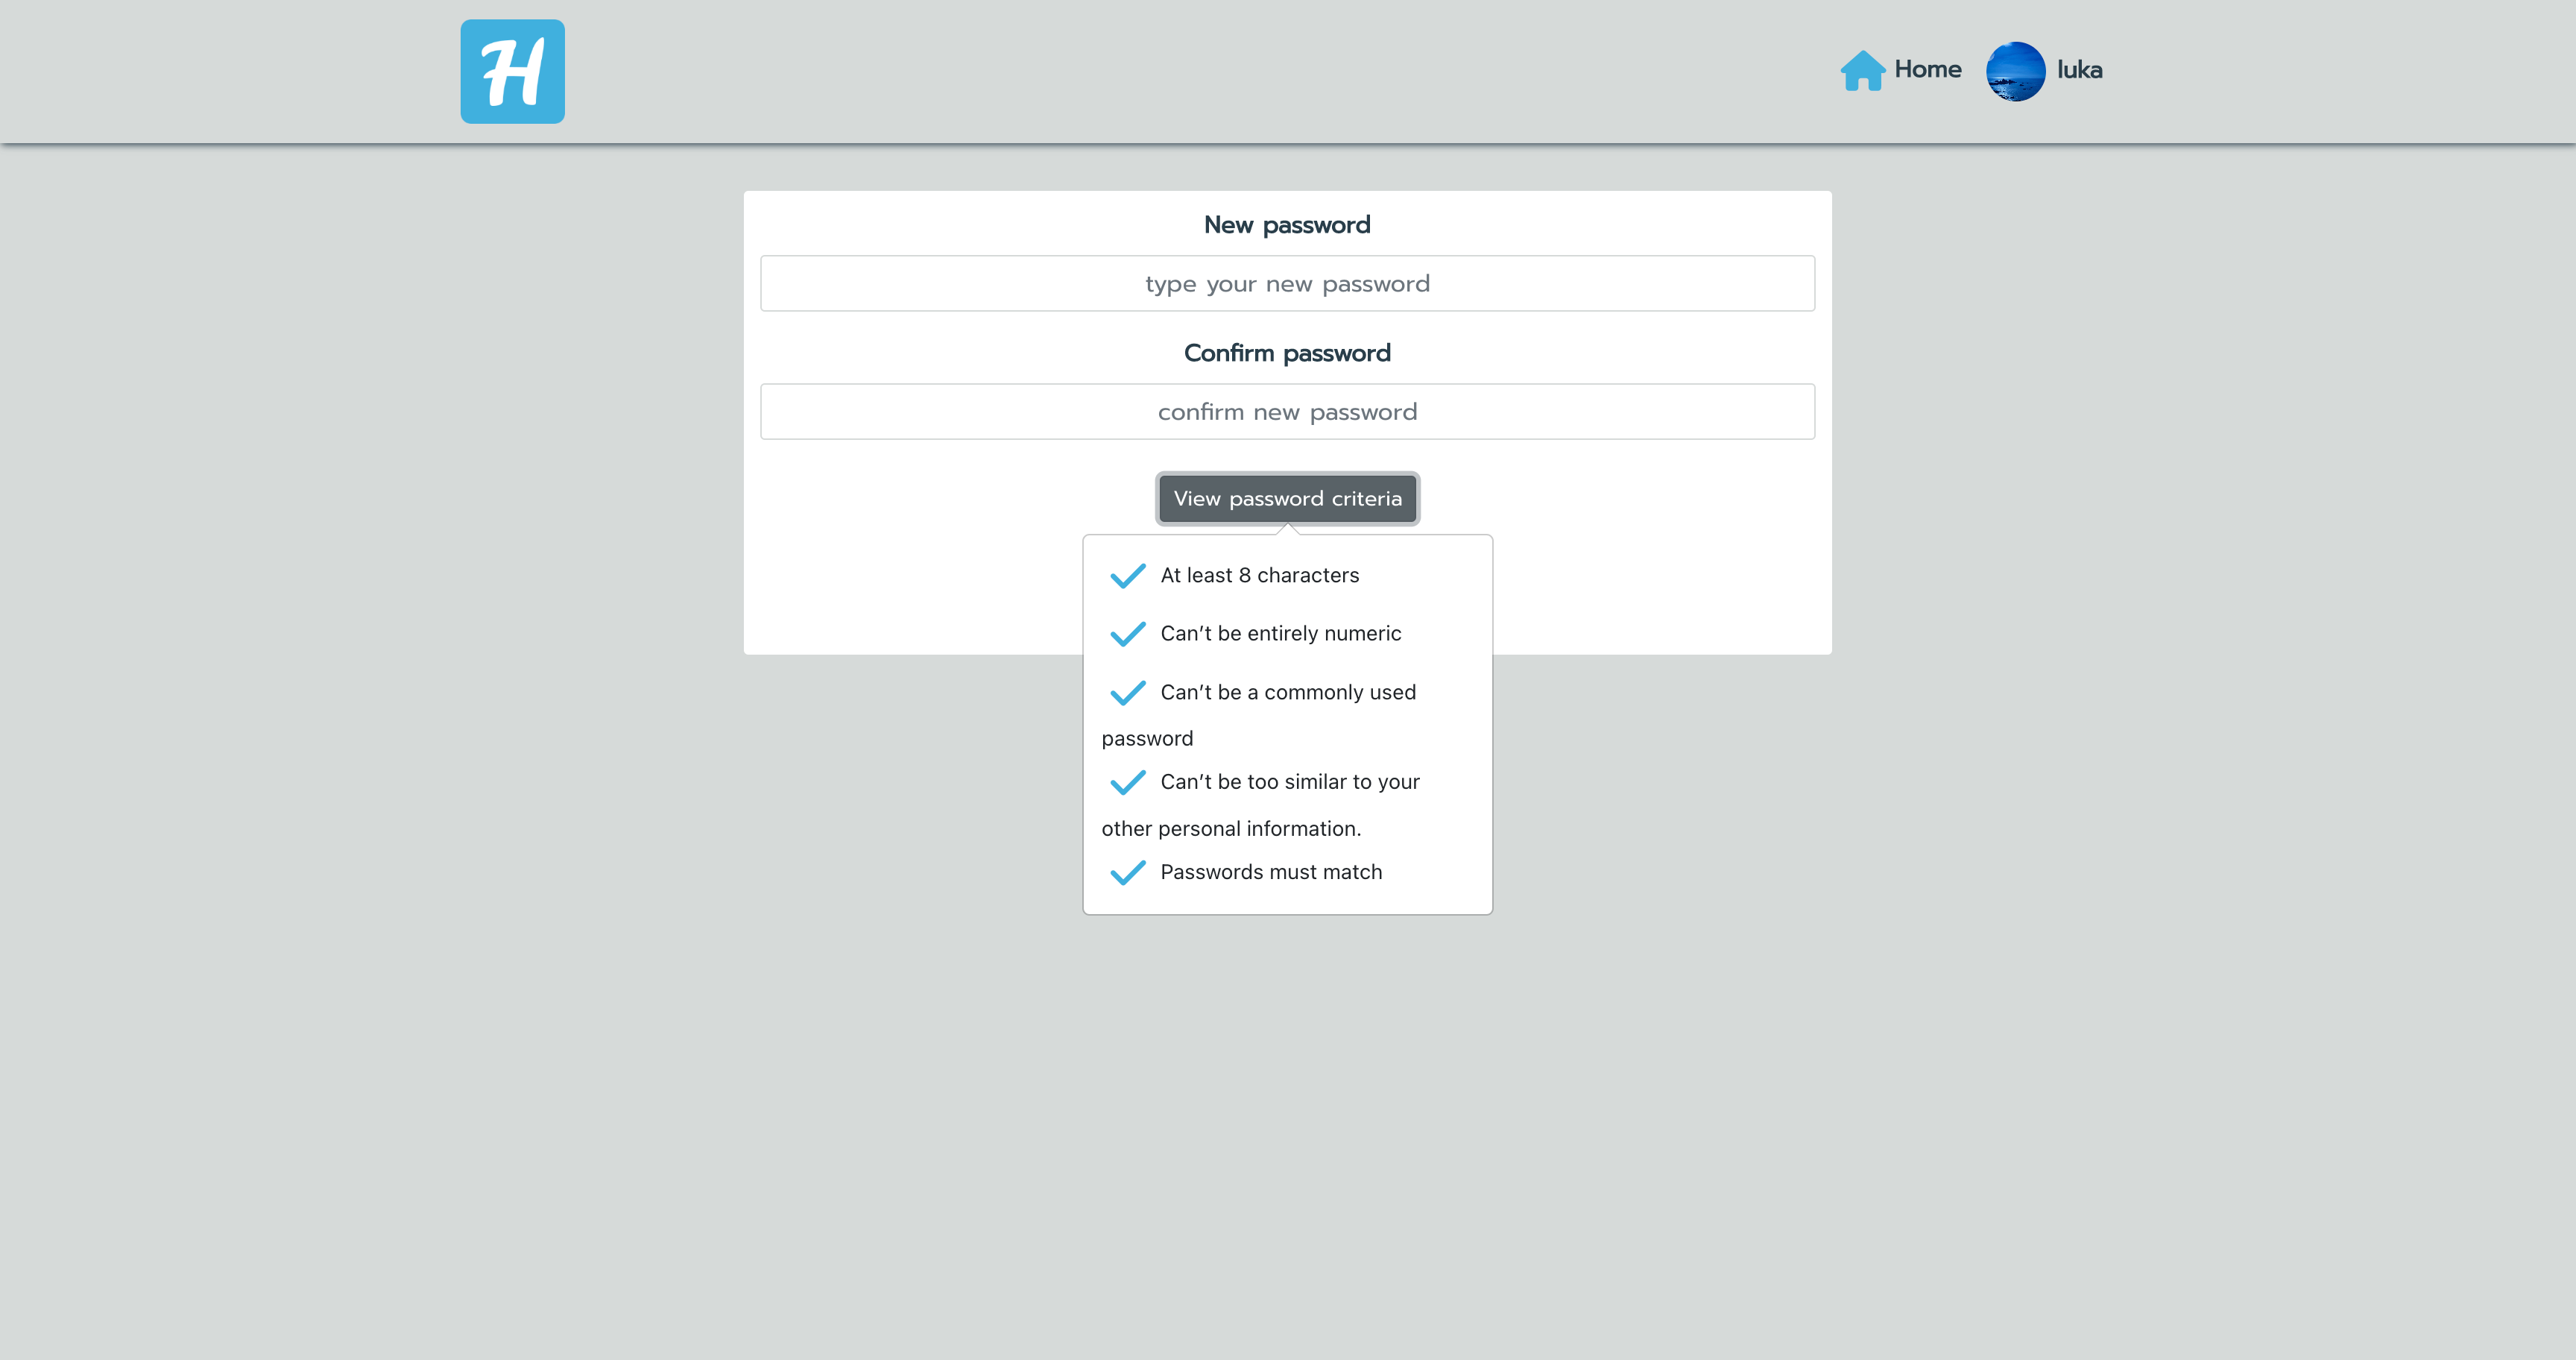 H
Home
luka
New password
type your new password
Confirm password
confirm new password
View password criteria
At least 8 characters
Can't be entirely numeric
Can't be a commonly used
password
Can't be too similar to your
other personal information.
Passwords must match